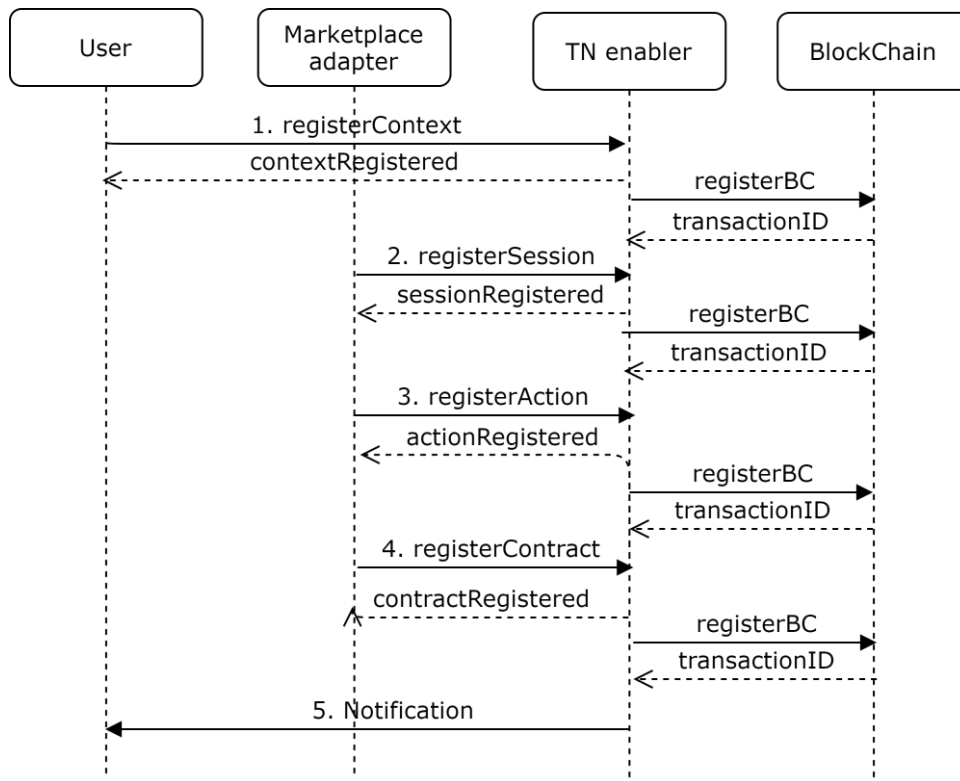 User
Marketplace
adapter
TN enabler
BlockChain
1. registerContext
contextRegistered
registerBC
transactionID
2. registerSession
sessionRegistered
registerBC
transactionID
3. registerAction
actionRegistered
registerBC
transactionID
4. registerContract
contractRegistered
registerBC
transactionID
5. Notification